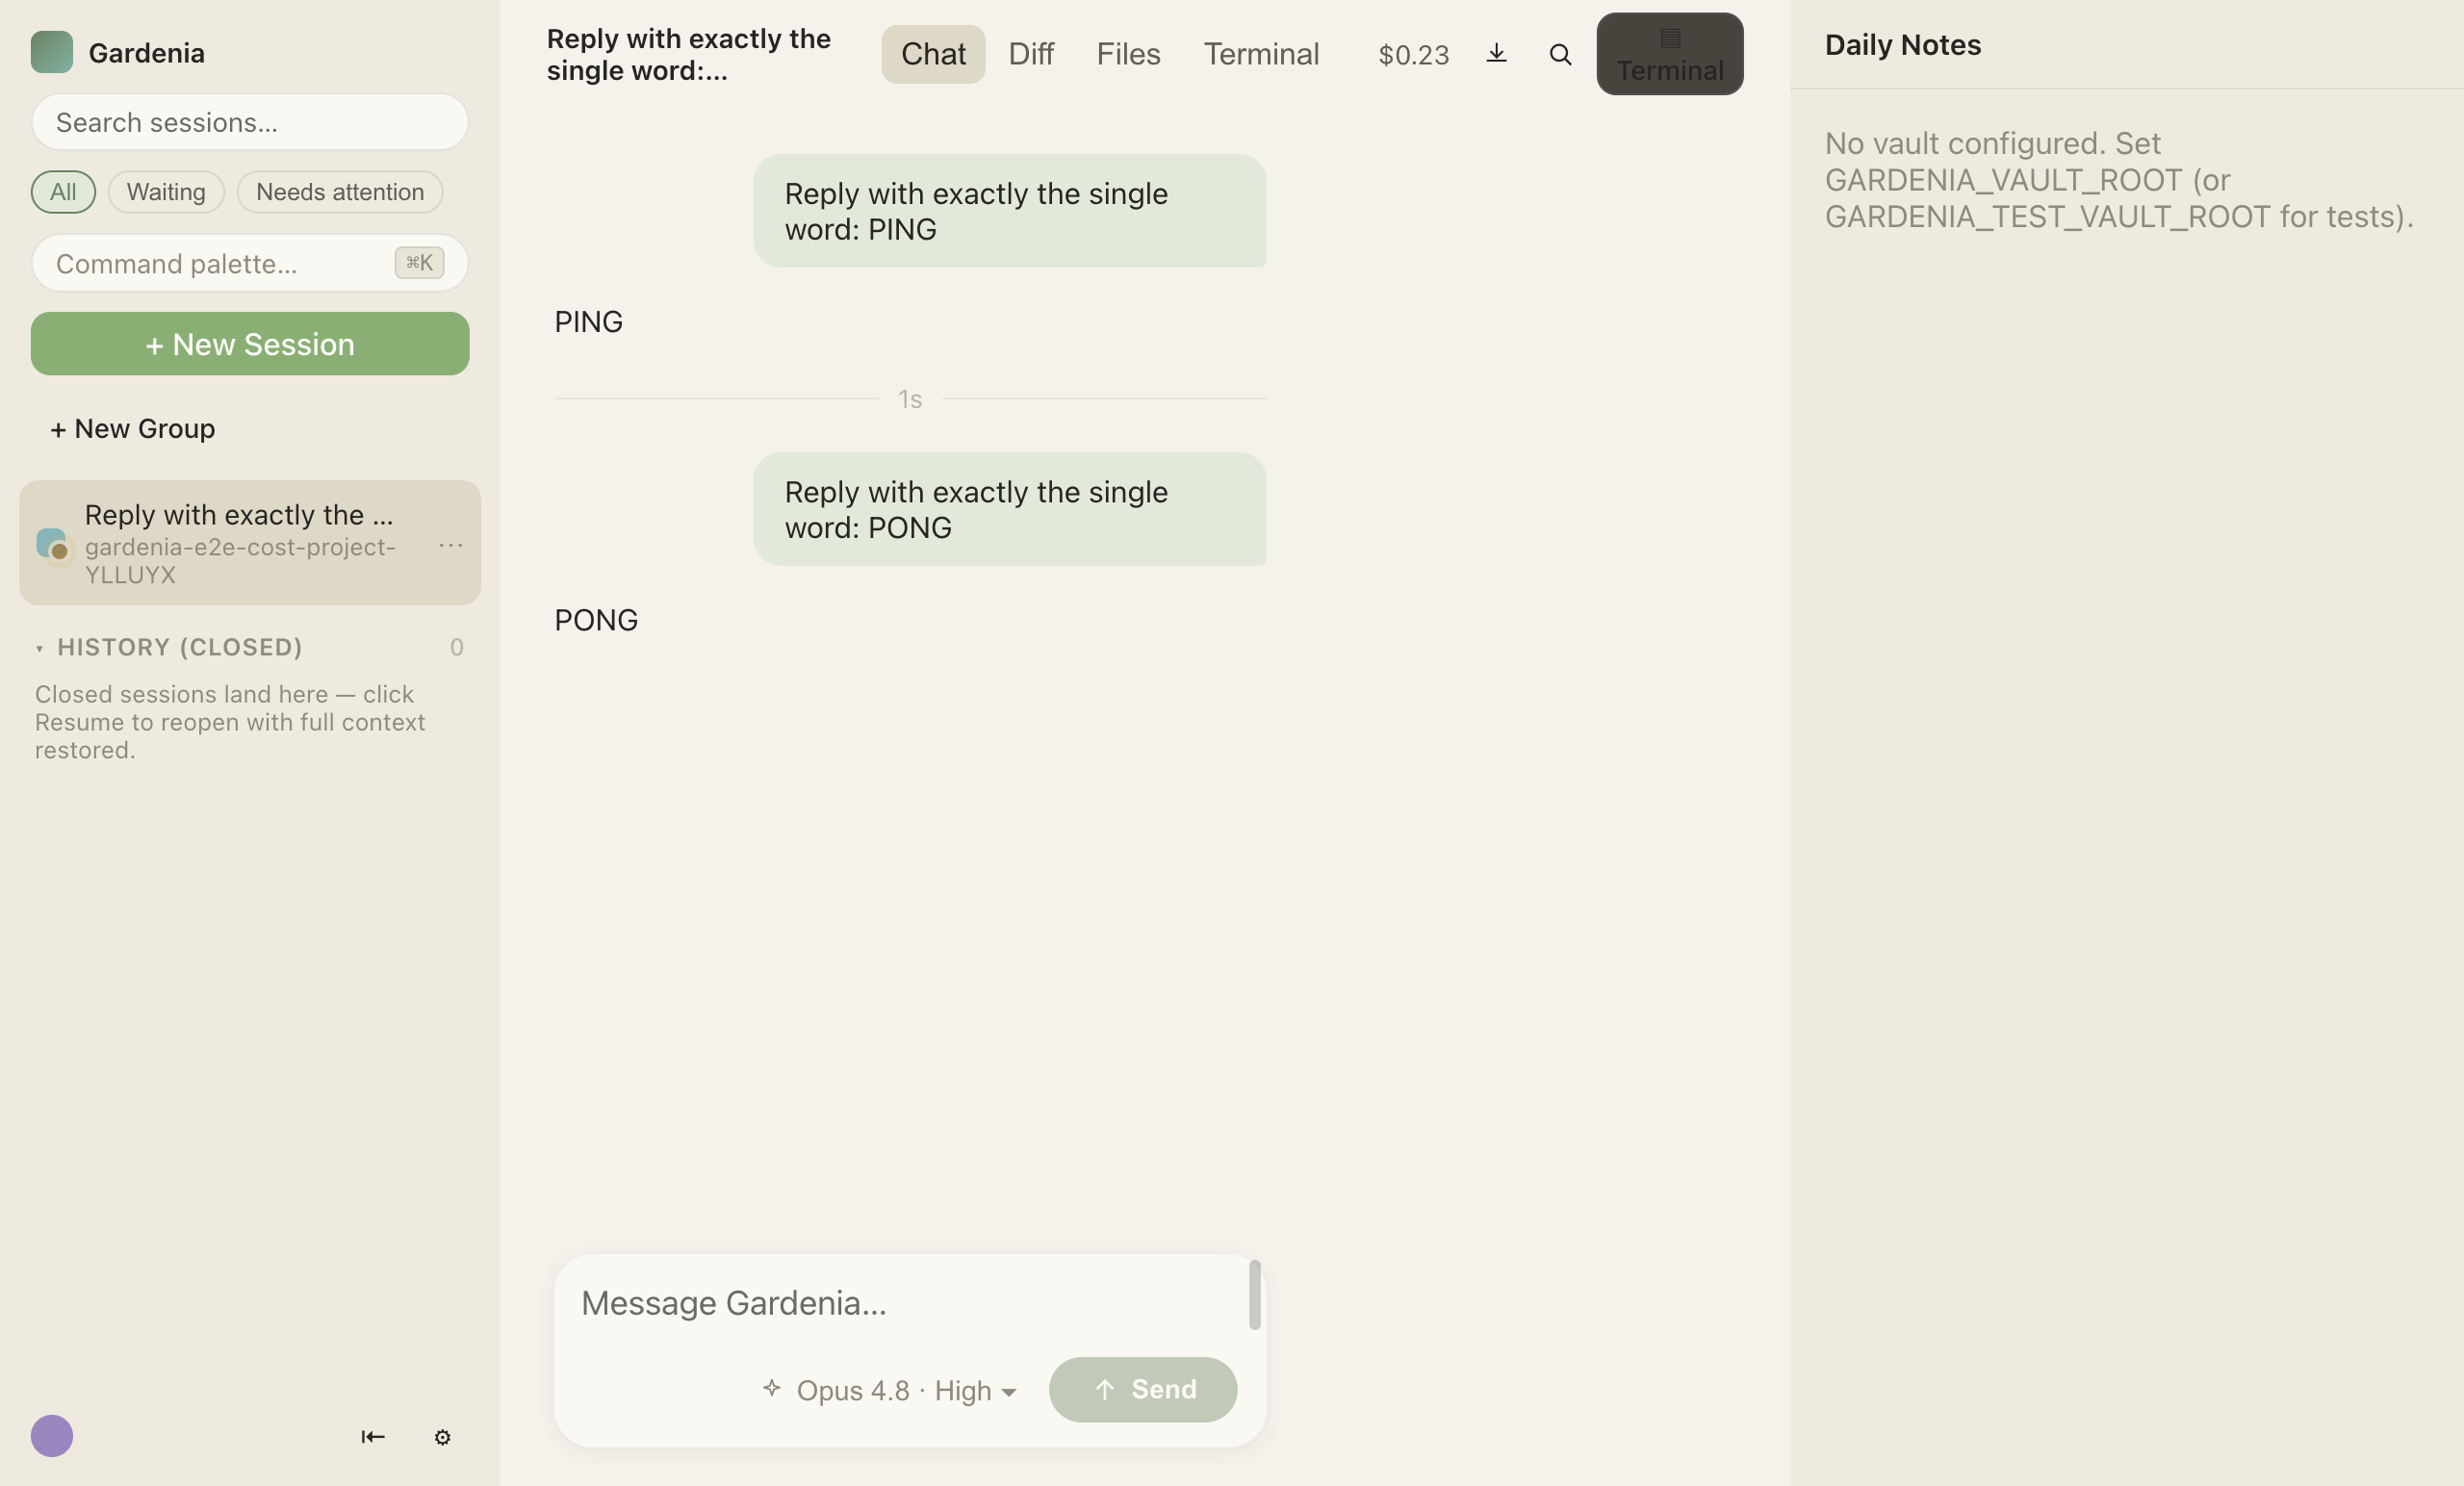 Gardenia
Search sessions...
All
Waiting
Needs attention
Command palette...
⌘K
+ New Session
+ New Group
Reply with exactly the ...
gardenia-e2e-cost-project-
YLLUYX
HISTORY (CLOSED)
0
Closed sessions land here — click
Resume to reopen with full context
restored.
Reply with exactly the
single word:...
Chat
Diff
Files
Terminal
$0.23
Terminal
Reply with exactly the single
word: PING
PING
1s
Reply with exactly the single
word: PONG
PONG
Message Gardenia...
Opus 4.8 · High
Send
Daily Notes
No vault configured. Set
GARDENIA_VAULT_ROOT (or
GARDENIA_TEST_VAULT_ROOT for tests).